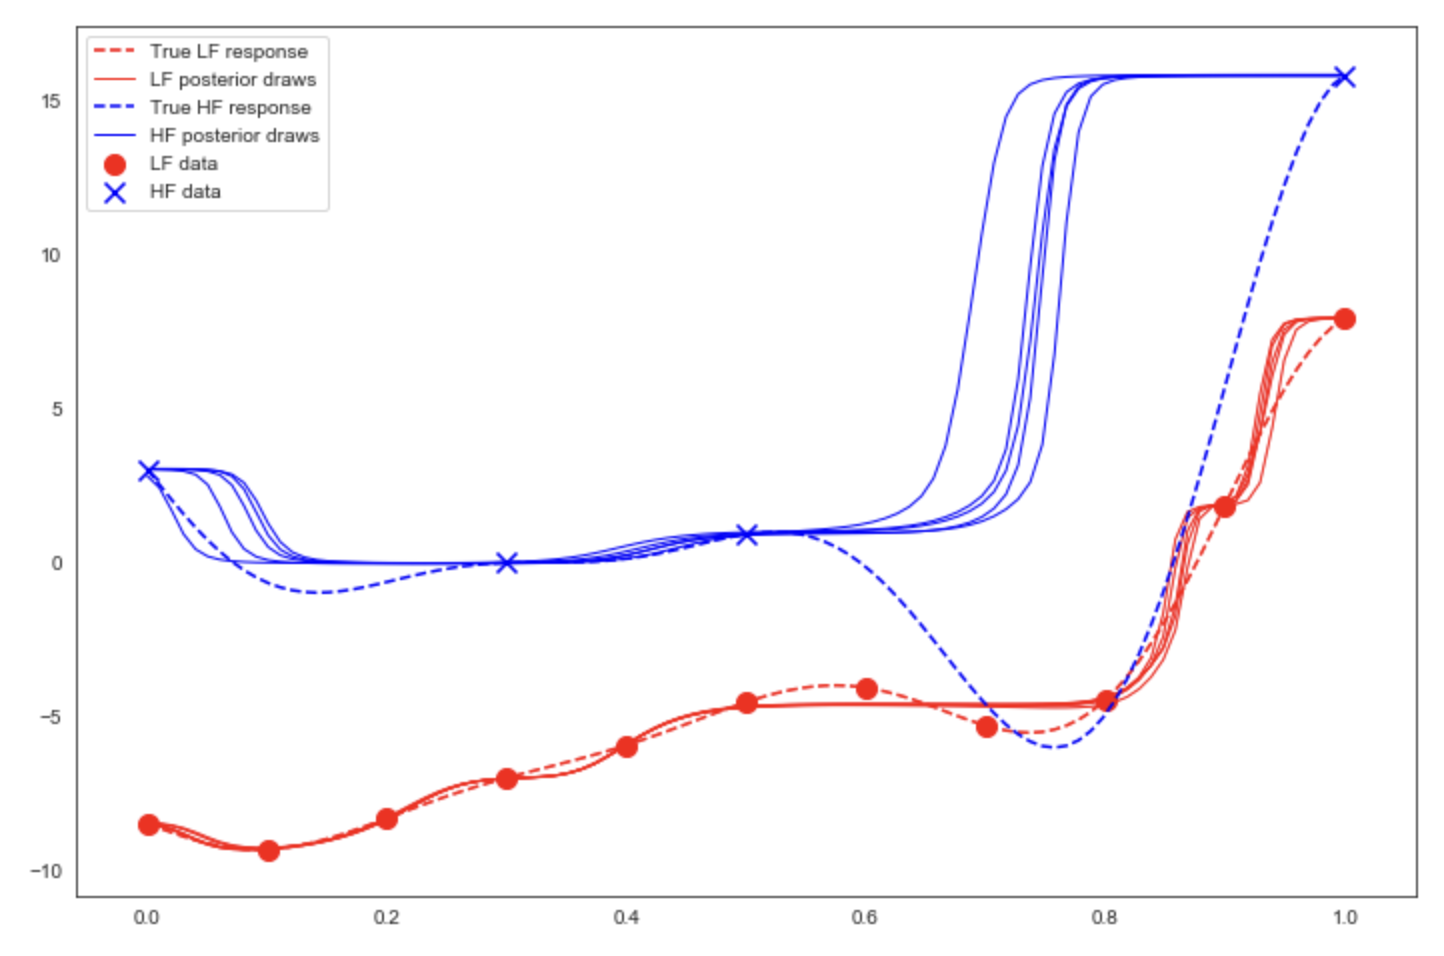 True LF response
LF posterior draws
True HF response
HF posterior draws
LF data
HF data
15
10
5
0
−5
−10
0.0 0.2 0.4 0.6 0.8 1.0